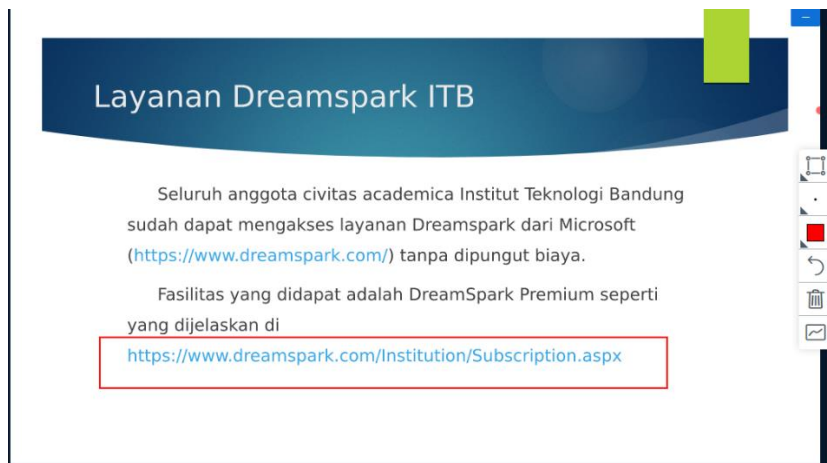 Layanan Dreamspark ITB
Seluruh anggota civitas academica Institut Teknologi Bandung
sudah dapat mengakses layanan Dreamspark dari Microsoft
(https://www.dreamspark.com/) tanpa dipungut biaya.
Fasilitas yang didapat adalah DreamSpark Premium seperti
yang dijelaskan di
https://www.dreamspark.com/Institution/Subscription.aspx